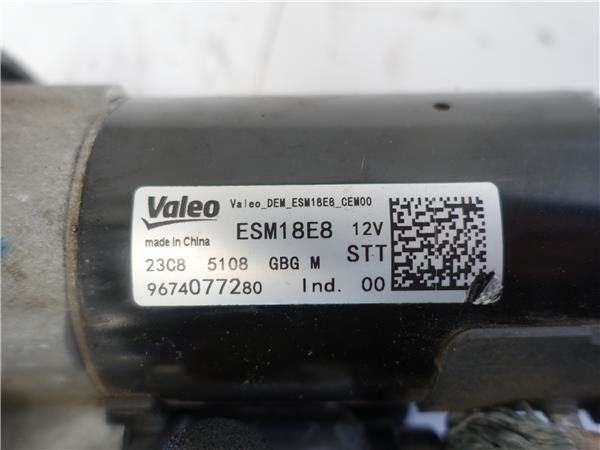 Valeo Valeo_DEM_ESM18E8_CEM00
ESM18E8 12V
made in China
STT
23C8 5108 GBG M
9674077280 Ind. 00